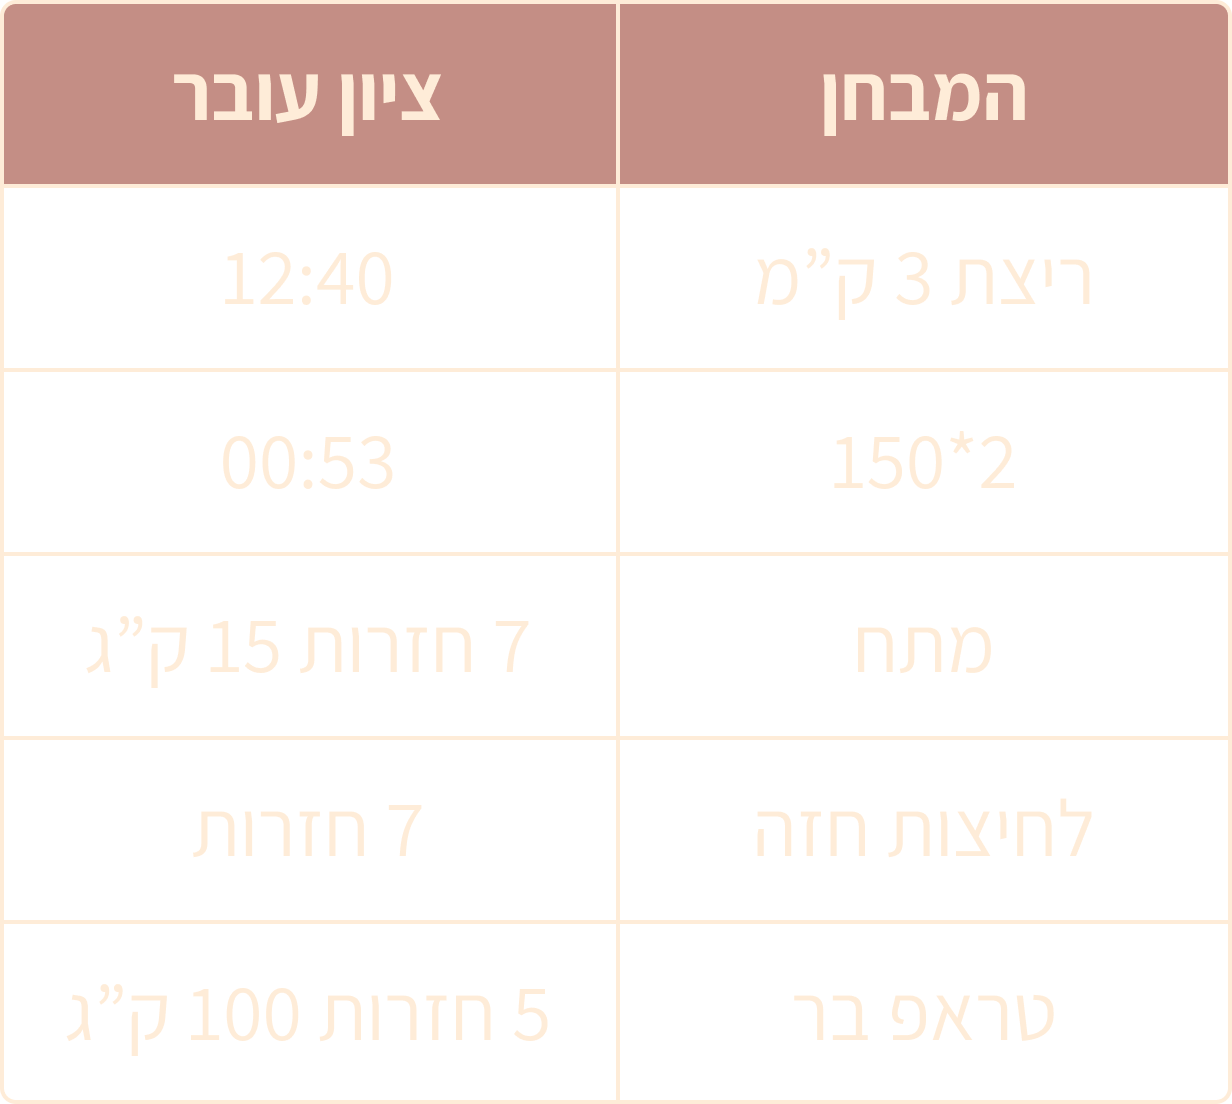 המבחן ציון עובר
ריצת 3 ק”מ 12:40
150*2 00:53
מתח 7 חזרות 15 ק”ג
לחיצות חזה 7 חזרות
טראפ בר 5 חזרות 100 ק”ג